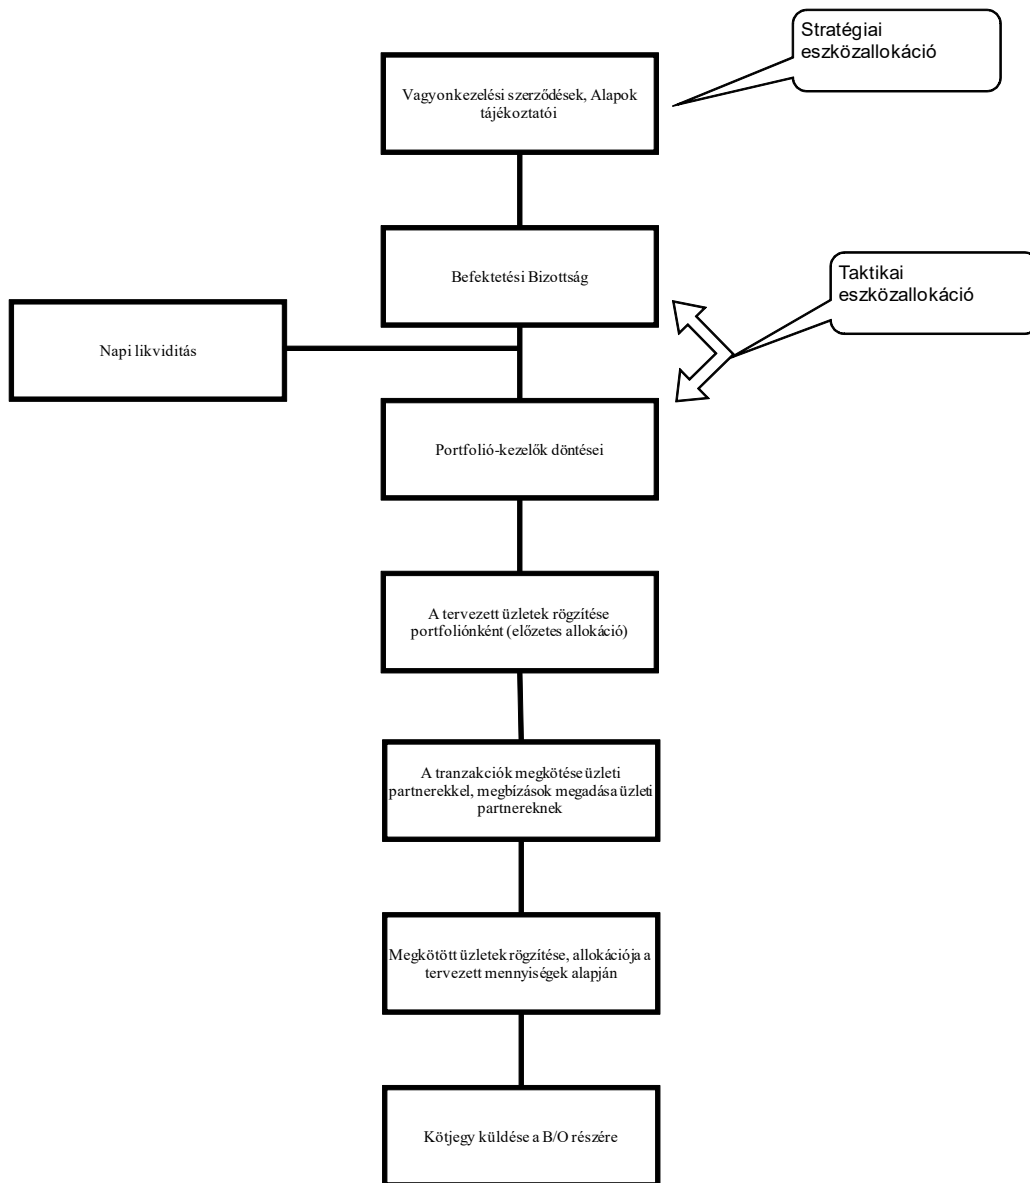 Stratégiai
eszközallokáció
Vagyonkezelési szerződések, Alapok
tájékoztatói
Befektetési Bizottság
Taktikai
eszközallokáció
Napi likviditás
Portfolió-kezelők döntései
A tervezett üzletek rögzítése
portfoliónként (előzetes allokáció)
A tranzakciók megkötése üzleti
partnerekkel, megbízások megadása üzleti
partnereknek
Megkötött üzletek rögzítése, allokációja a
tervezett mennyiségek alapján
Kötjegy küldése a B/O részére